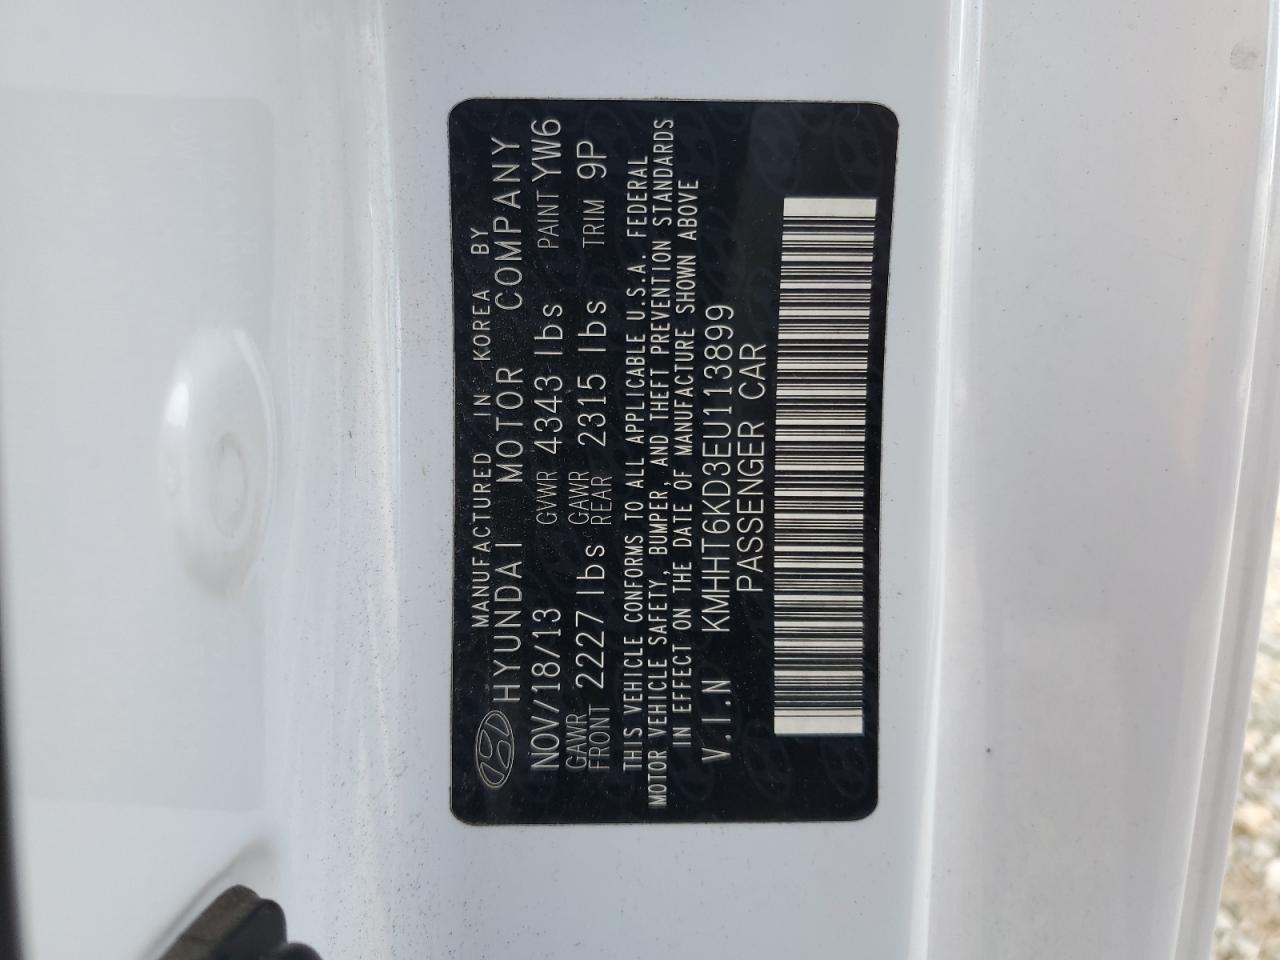 MANUFACTURED IN KOREA BY
HYUNDAI MOTOR COMPANY
NOV/18/13 GVWR 4343 lbs PAINT YW6
GAWR FRONT 2227 lbs GAWR REAR 2315 lbs TRIM 9P
THIS VEHICLE CONFORMS TO ALL APPLICABLE U.S.A. FEDERAL
MOTOR VEHICLE SAFETY, BUMPER, AND THEFT PREVENTION STANDARDS
IN EFFECT ON THE DATE OF MANUFACTURE SHOWN ABOVE
V.I.N KMHHT6KD3EU113899
PASSENGER CAR